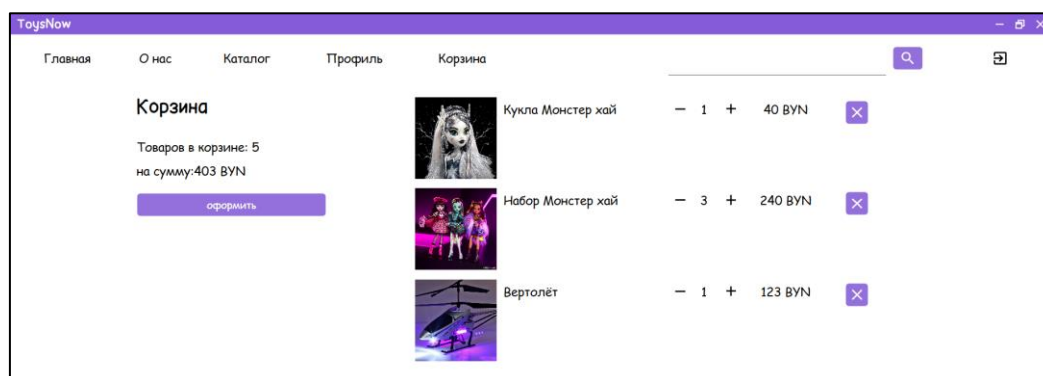 ToysNow
Главная О нас Каталог Профиль Корзина
Корзина
Товаров в корзине: 5
на сумму:403 BYN
оформить
Кукла Монстер хай − 1 + 40 BYN
Набор Монстер хай − 3 + 240 BYN
Вертолёт − 1 + 123 BYN